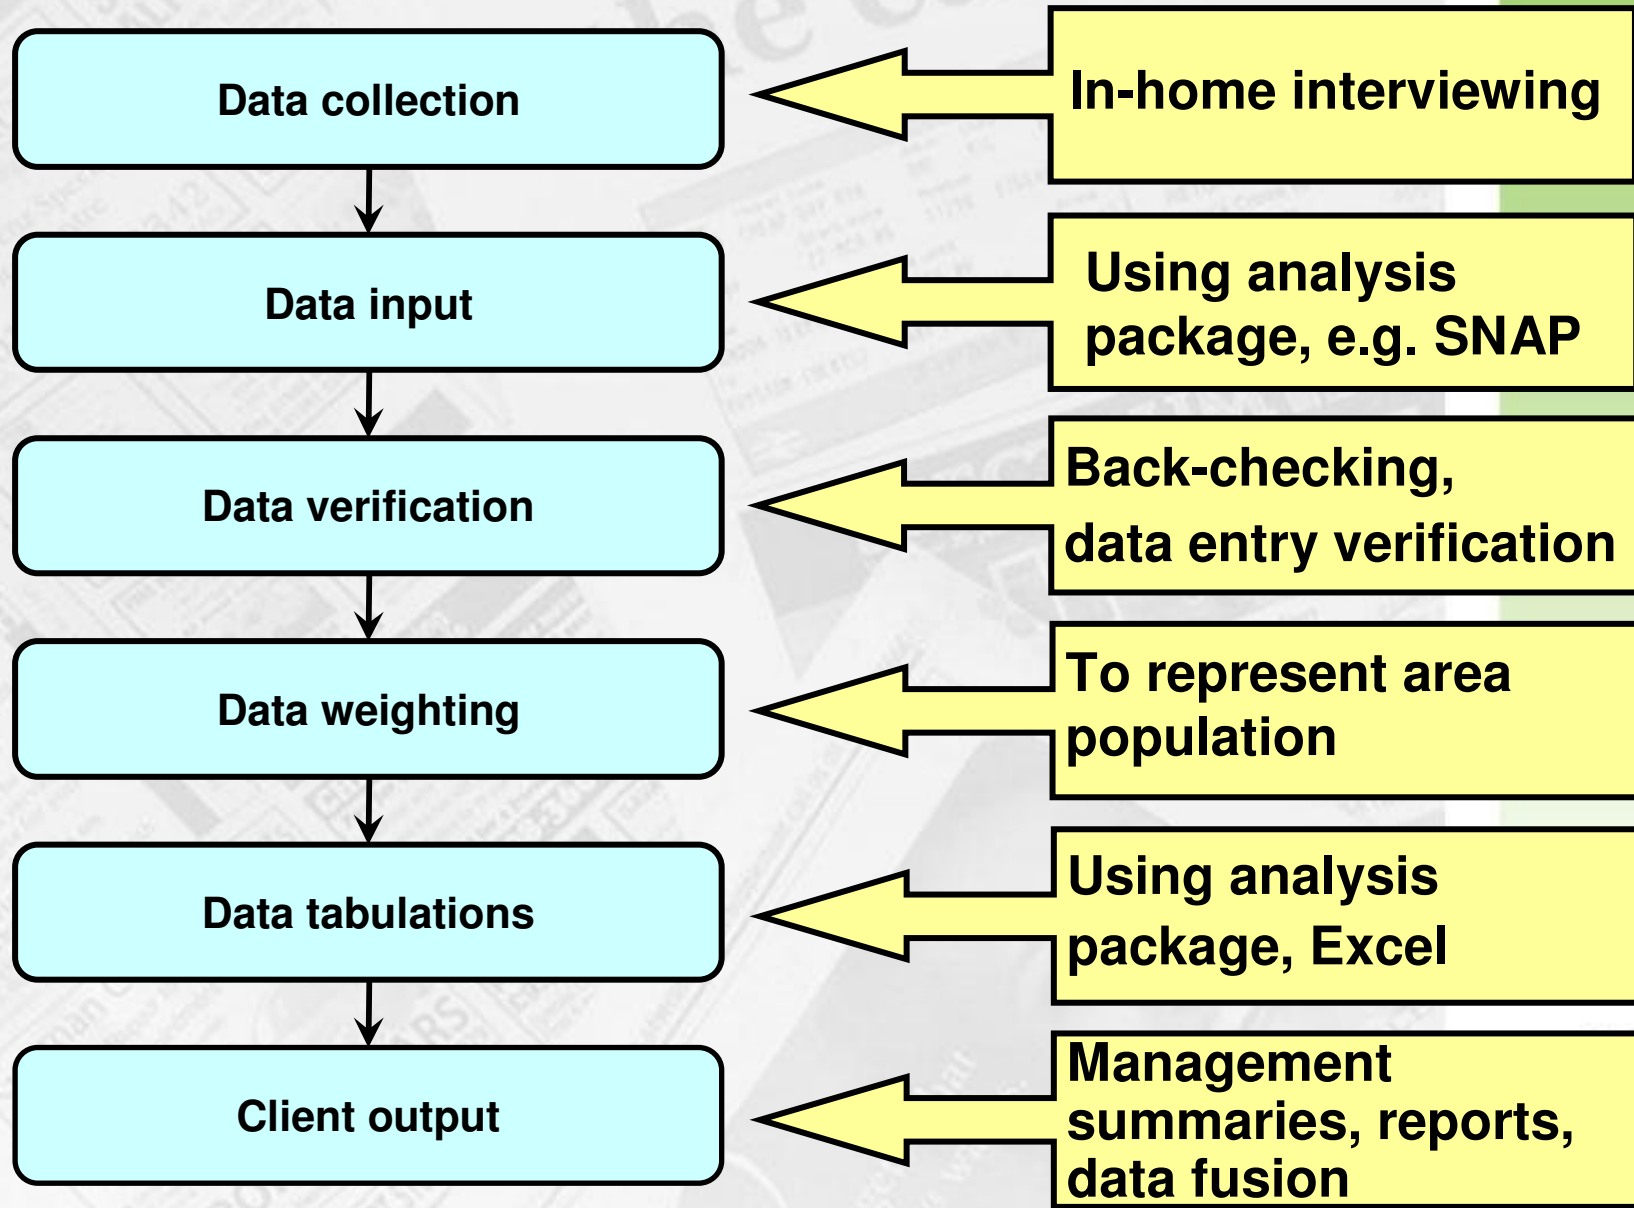 Data collection
In-home interviewing
Data input
Using analysis
package, e.g. SNAP
Data verification
Back-checking,
data entry verification
Data weighting
To represent area
population
Data tabulations
Using analysis
package, Excel
Client output
Management
summaries, reports,
data fusion